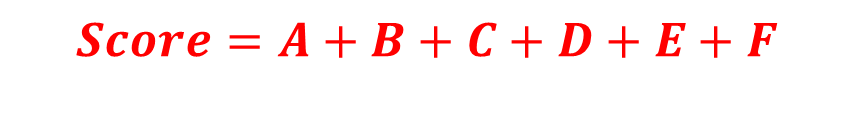 Score = A + B + C + D + E + F